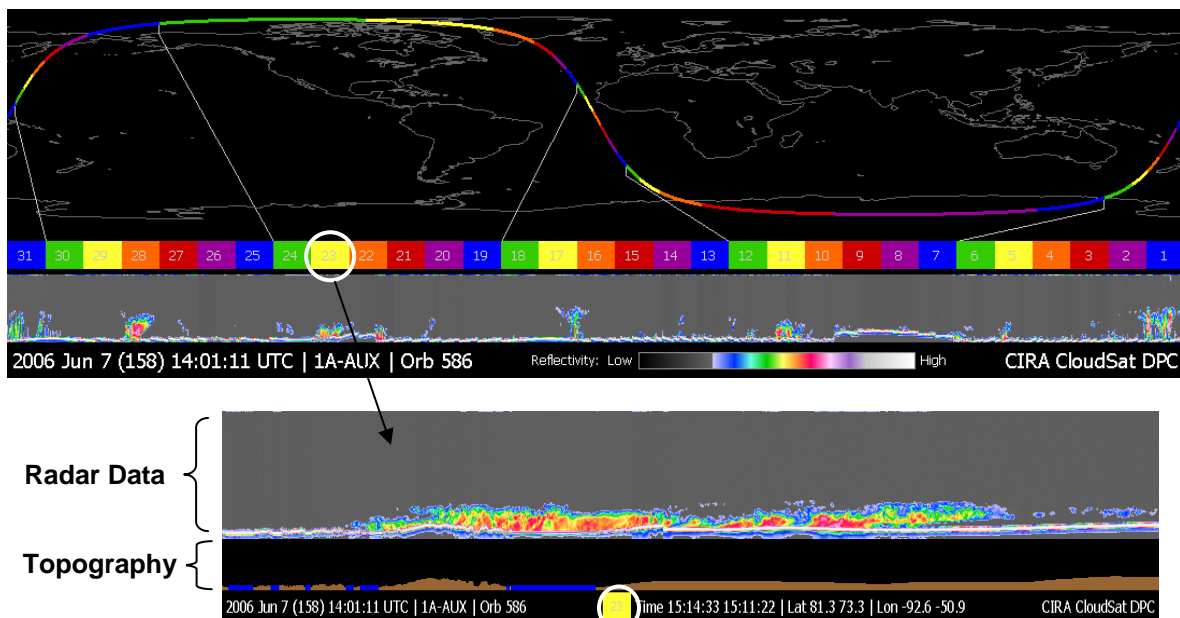 31 30 29 28 27 26 25 24 23 22 21 20 19 18 17 16 15 14 13 12 11 10 9 8 7 6 5 4 3 2 1
2006 Jun 7 (158) 14:01:11 UTC | 1A-AUX | Orb 586 Reflectivity: Low High CIRA CloudSat DPC
Radar Data
Topography
2006 Jun 7 (158) 14:01:11 UTC | 1A-AUX | Orb 586 23 Time 15:14:33 15:11:22 | Lat 81.3 73.3 | Lon -92.6 -50.9 CIRA CloudSat DPC